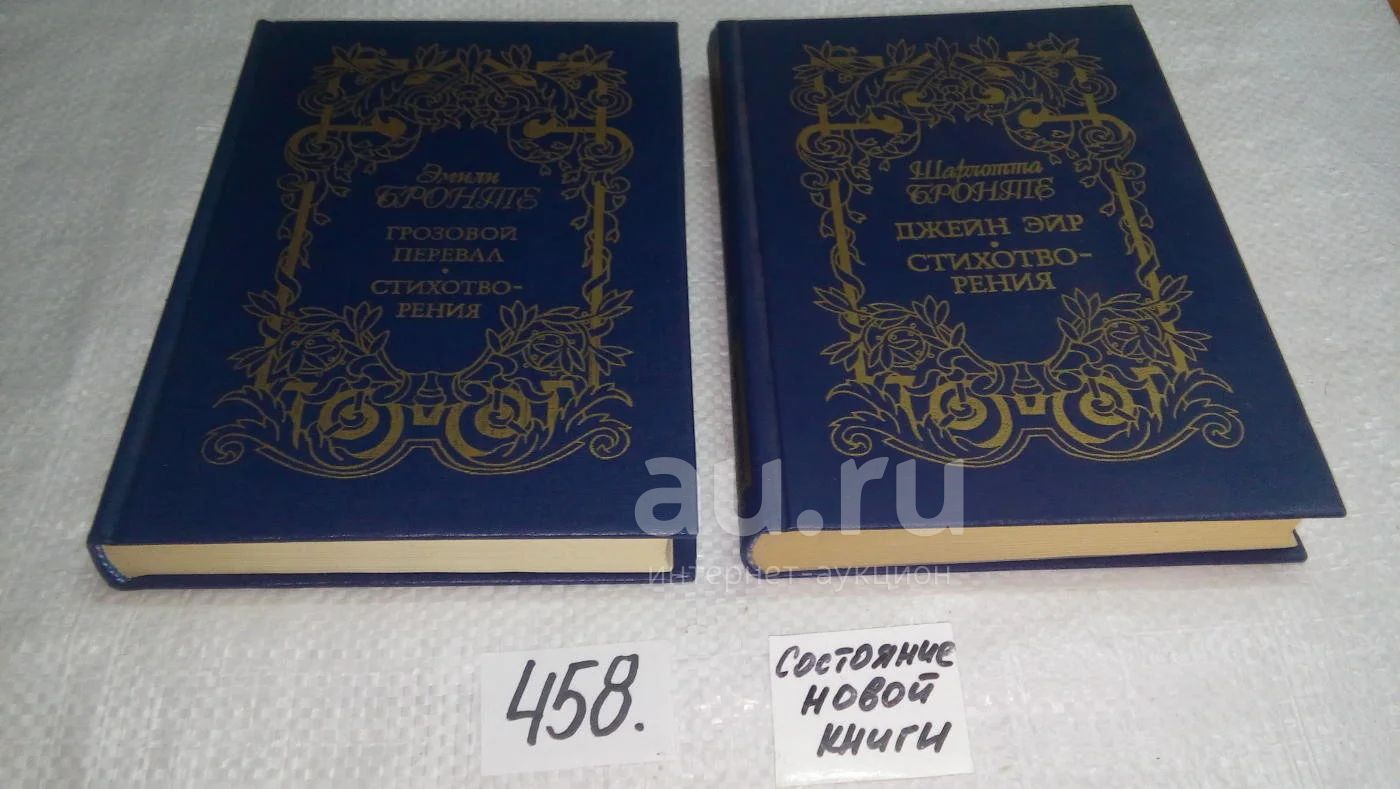 Эмили
БРОНТЕ
ГРОЗОВОЙ
ПЕРЕВАЛ
•
СТИХОТВО-
РЕНИЯ
Шарлотта
БРОНТЕ
ДЖЕЙН ЭЙР
•
СТИХОТВО-
РЕНИЯ
au.ru
интернет-аукцион
458.
Состояние
новой
книги